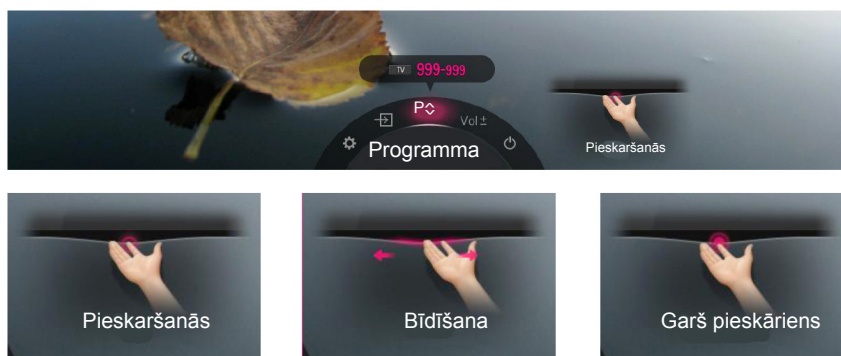 TV 999-999
P
Vol ±
Programma
Pieskaršanās
Pieskaršanās
Bīdīšana
Garš pieskāriens